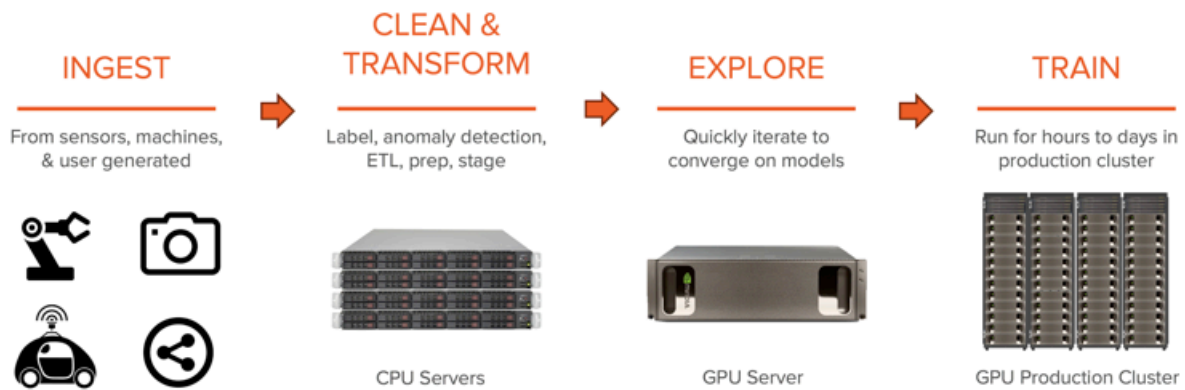 INGEST
From sensors, machines,
& user generated
CLEAN &
TRANSFORM
Label, anomaly detection,
ETL, prep, stage
CPU Servers
EXPLORE
Quickly iterate to
converge on models
NVIDIA
GPU Server
TRAIN
Run for hours to days in
production cluster
GPU Production Cluster